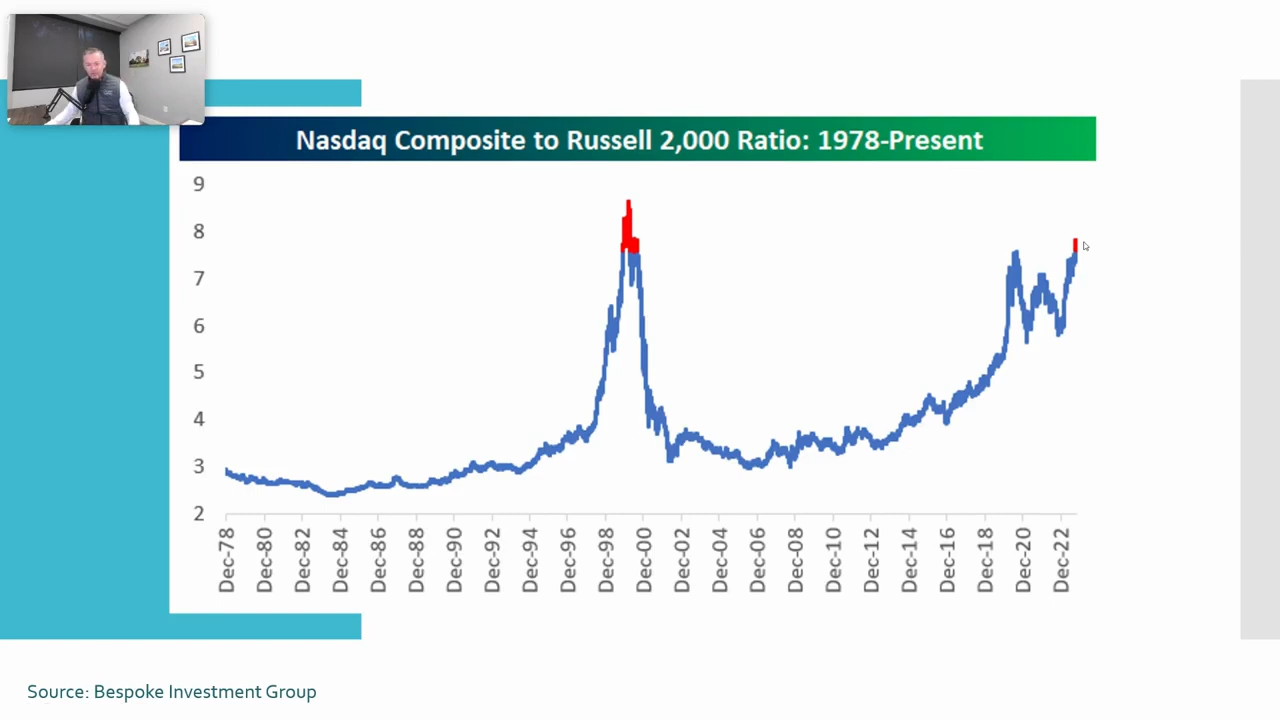 Nasdaq Composite to Russell 2,000 Ratio: 1978-Present
9
8
7
6
5
4
3
2
Dec-78
Dec-80
Dec-82
Dec-84
Dec-86
Dec-88
Dec-90
Dec-92
Dec-94
Dec-96
Dec-98
Dec-00
Dec-02
Dec-04
Dec-06
Dec-08
Dec-10
Dec-12
Dec-14
Dec-16
Dec-18
Dec-20
Dec-22
Source: Bespoke Investment Group